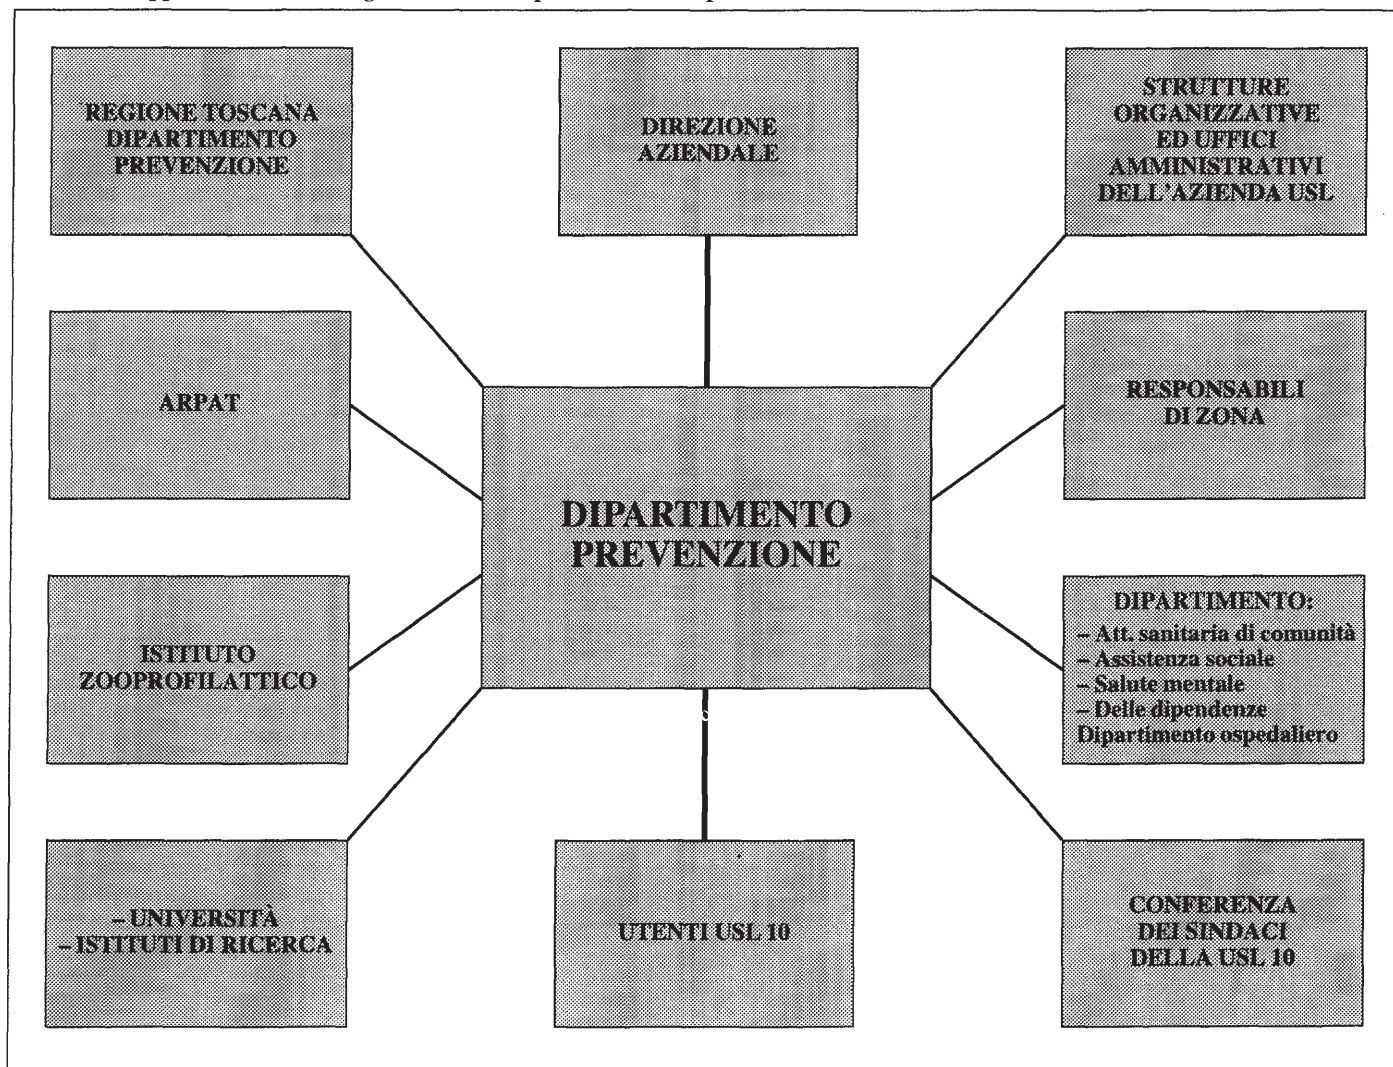 REGIONE TOSCANA
DIPARTIMENTO
PREVENZIONE
DIREZIONE
AZIENDALE
STRUTTURE
ORGANIZZATIVE
ED UFFICI
AMMINISTRATIVI
DELL'AZIENDA USL
ARPAT
RESPONSABILI
DI ZONA
DIPARTIMENTO
PREVENZIONE
ISTITUTO
ZOOPROFILATTICO
DIPARTIMENTO:
– Att. sanitaria di comunità
– Assistenza sociale
– Salute mentale
– Delle dipendenze
Dipartimento ospedaliero
– UNIVERSITÀ
– ISTITUTI DI RICERCA
UTENTI USL 10
CONFERENZA
DEI SINDACI
DELLA USL 10